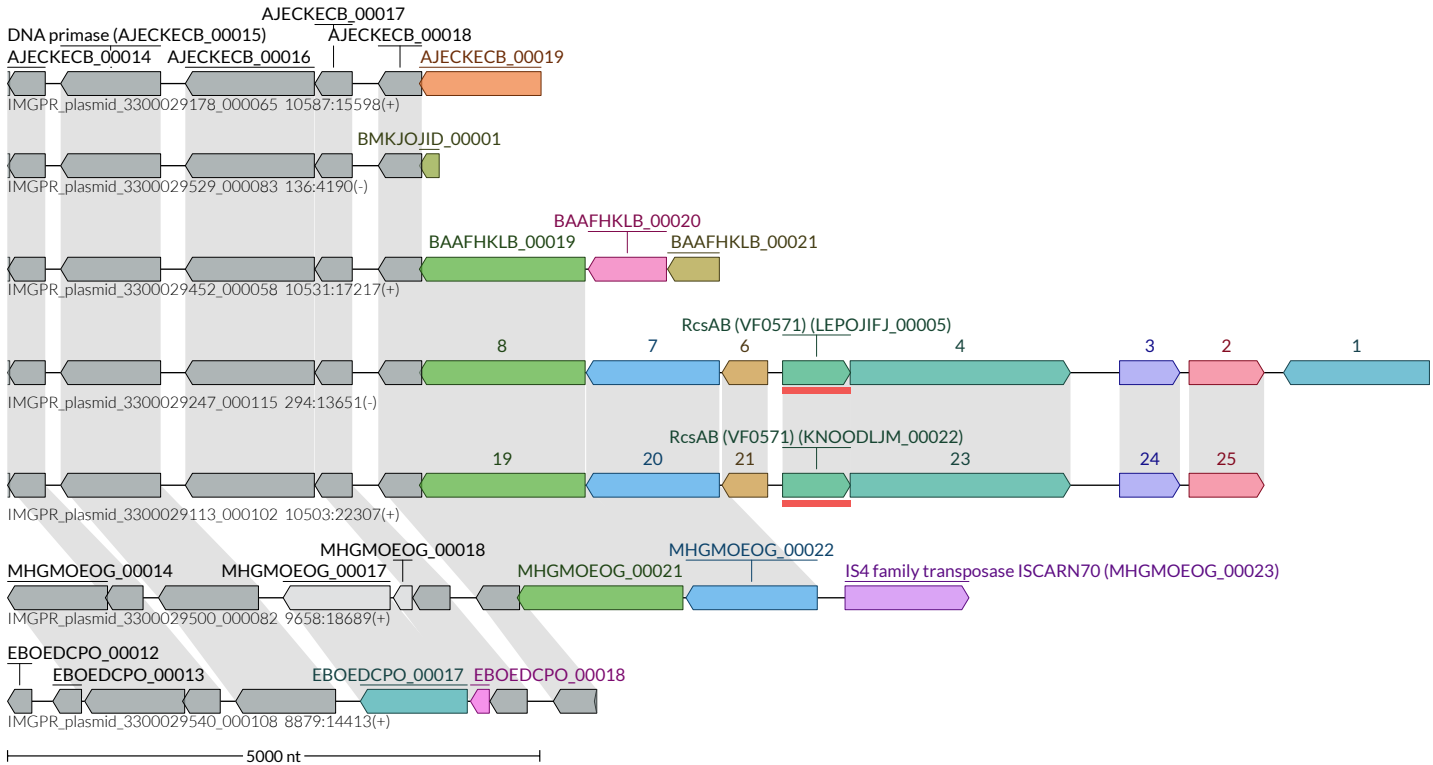 AJECKECB_00017
DNA primase (AJECKECB_00015) AJECKECB_00018
AJECKECB_00014 AJECKECB_00016 AJECKECB_00019
IMGPR_plasmid_3300029178_000065 10587:15598(+)
BMKJOJID_00001
IMGPR_plasmid_3300029529_000083 136:4190(-)
BAAFHKLB_00020
BAAFHKLB_00019 BAAFHKLB_00021
IMGPR_plasmid_3300029452_000058 10531:17217(+)
RcsAB (VF0571) (LEPOJIFJ_00005)
8 7 6 4 3 2 1
IMGPR_plasmid_3300029247_000115 294:13651(-)
RcsAB (VF0571) (KNOODLJM_00022)
19 20 21 23 24 25
IMGPR_plasmid_3300029113_000102 10503:22307(+)
MHGMOEOG_00018 MHGMOEOG_00022
MHGMOEOG_00014 MHGMOEOG_00017 MHGMOEOG_00021 IS4 family transposase ISCARN70 (MHGMOEOG_00023)
IMGPR_plasmid_3300029500_000082 9658:18689(+)
EBOEDCPO_00012
EBOEDCPO_00013 EBOEDCPO_00017 EBOEDCPO_00018
IMGPR_plasmid_3300029540_000108 8879:14413(+)
5000 nt